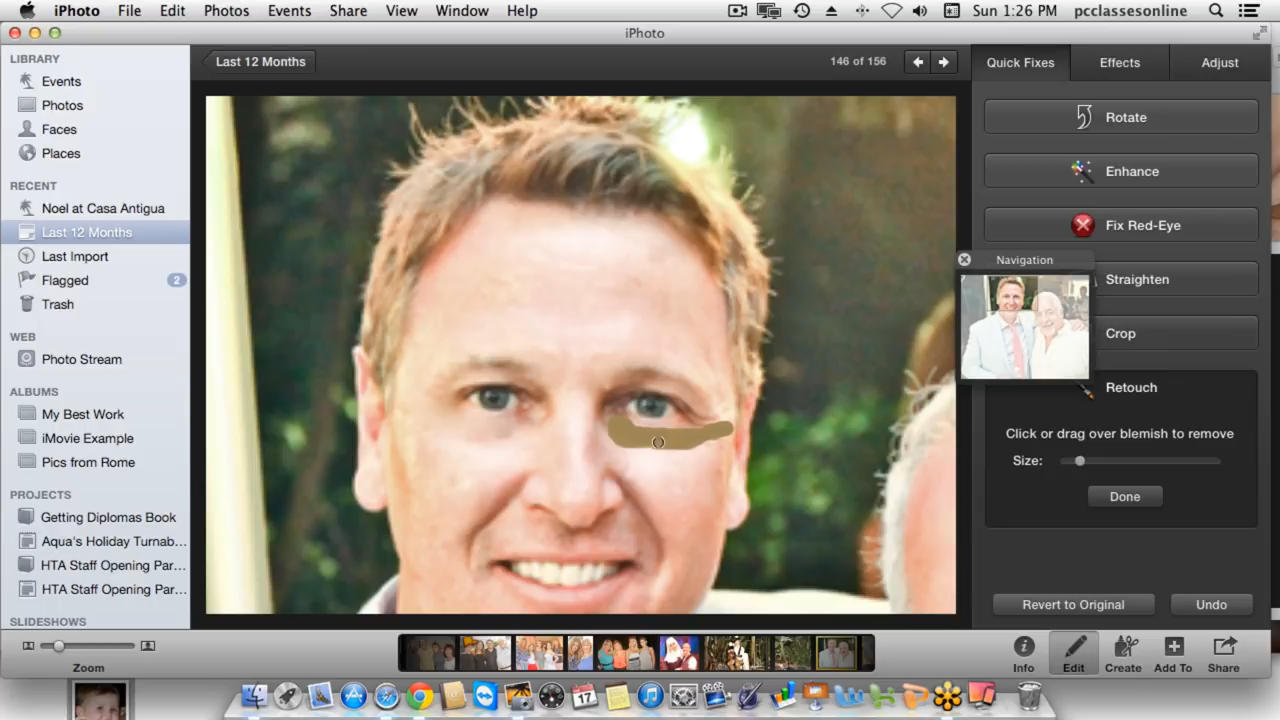 iPhoto File Edit Photos Events Share View Window Help Sun 1:26 PM pcclassesonline
iPhoto
LIBRARY
Events
Photos
Faces
Places
RECENT
Noel at Casa Antigua
Last 12 Months
Last Import
Flagged 2
Trash
WEB
Photo Stream
ALBUMS
My Best Work
iMovie Example
Pics from Rome
PROJECTS
Getting Diplomas Book
Aqua's Holiday Turnab...
HTA Staff Opening Par...
HTA Staff Opening Par...
SLIDESHOWS
Zoom
Last 12 Months
146 of 156
Quick Fixes Effects Adjust
Rotate
Enhance
Fix Red-Eye
Navigation
Straighten
Crop
Retouch
Click or drag over blemish to remove
Size:
Done
Revert to Original Undo
Info Edit Create Add To Share
17